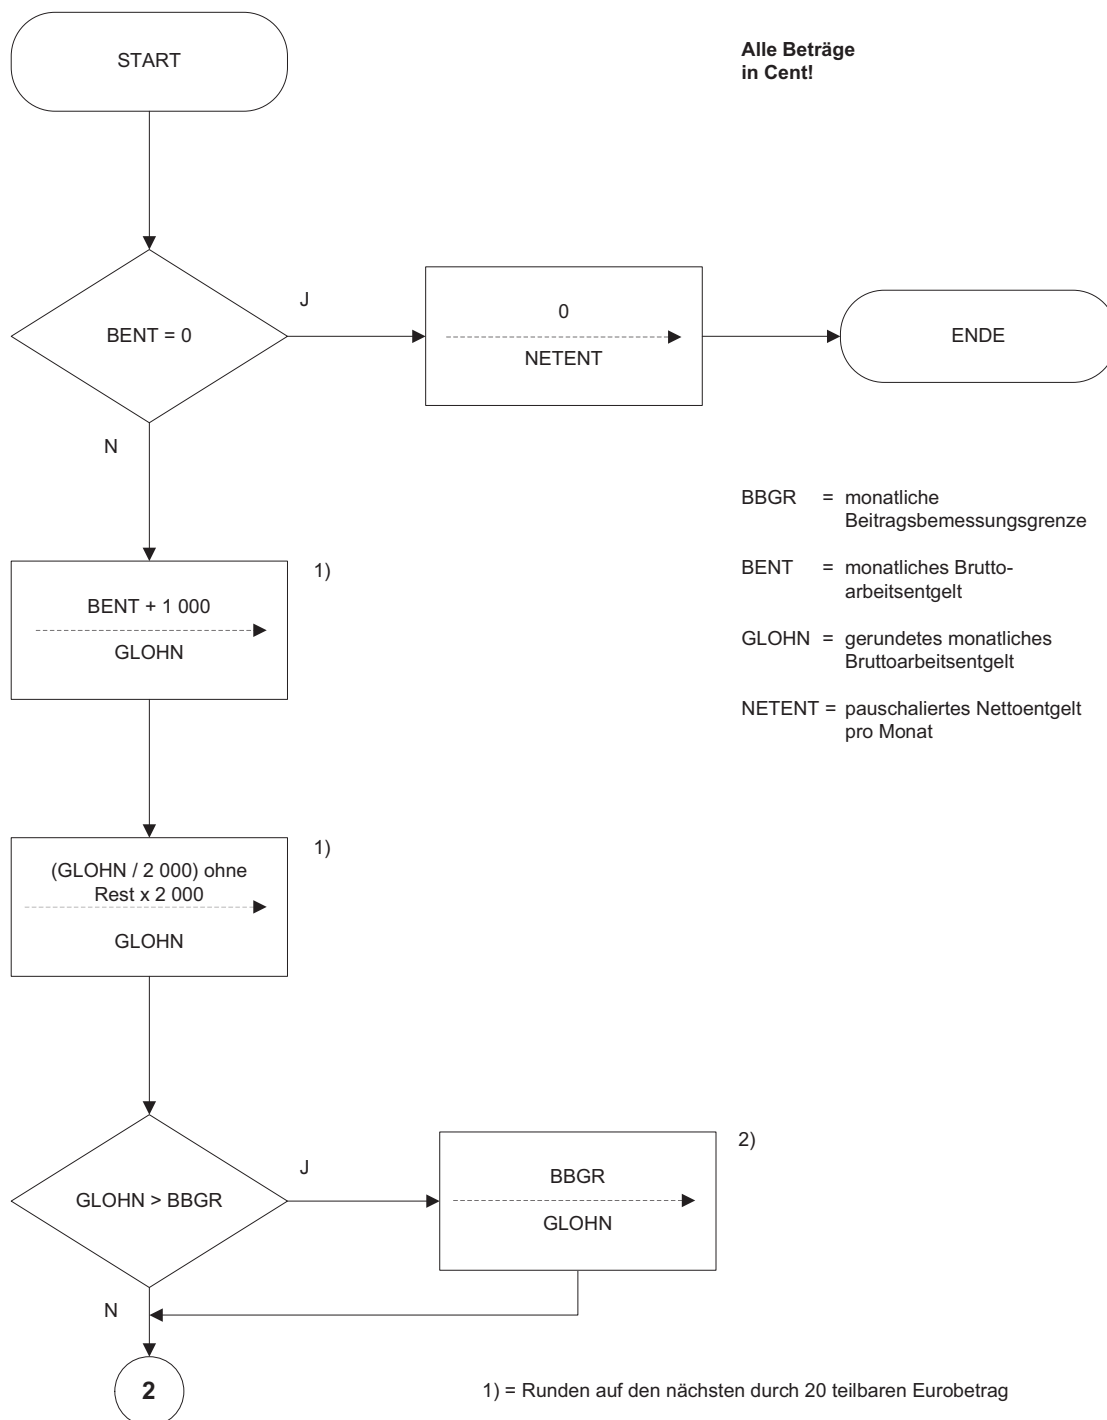 START
Alle Beträge
in Cent!
BENT = 0
J
0
NETENT
ENDE
N
BBGR = monatliche
Beitragsbemessungsgrenze
BENT = monatliches Brutto-
arbeitsentgelt
GLOHN = gerundetes monatliches
Bruttoarbeitsentgelt
NETENT = pauschaliertes Nettoentgelt
pro Monat
1)
BENT + 1 000
GLOHN
1)
(GLOHN / 2 000) ohne
Rest x 2 000
GLOHN
GLOHN > BBGR
J
2)
BBGR
GLOHN
N
2
1) = Runden auf den nächsten durch 20 teilbaren Eurobetrag